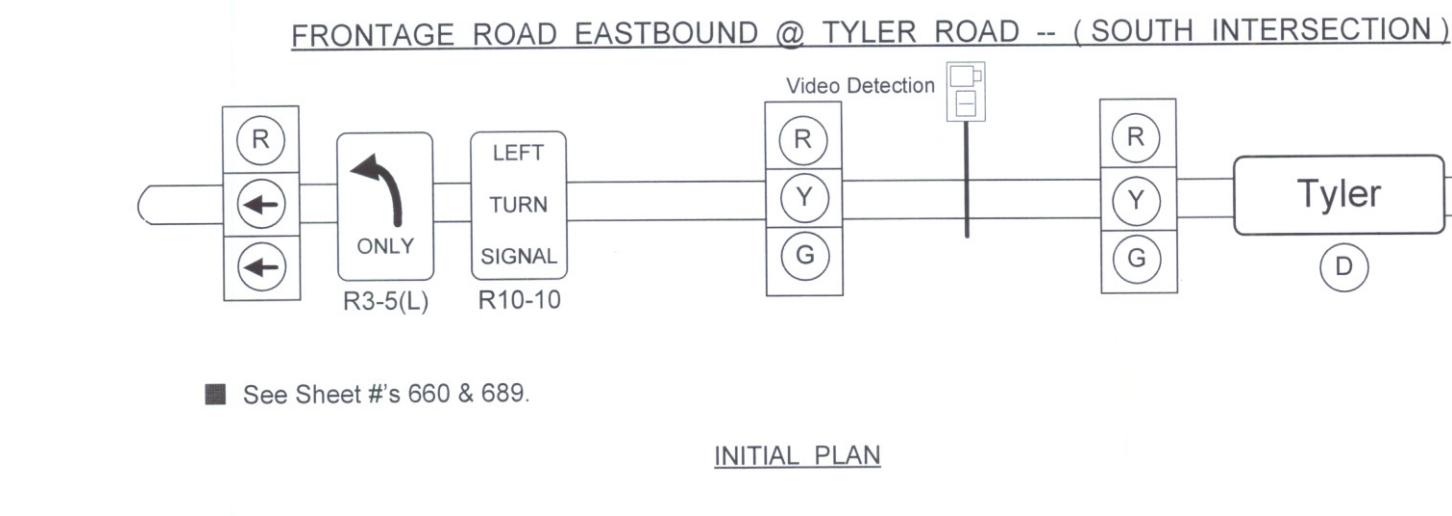 FRONTAGE ROAD EASTBOUND @ TYLER ROAD -- ( SOUTH INTERSECTION )
Video Detection
R
ONLY
R3-5(L)
LEFT
TURN
SIGNAL
R10-10
R
Y
G
R
Y
G
Tyler
D
See Sheet #'s 660 & 689.
INITIAL PLAN